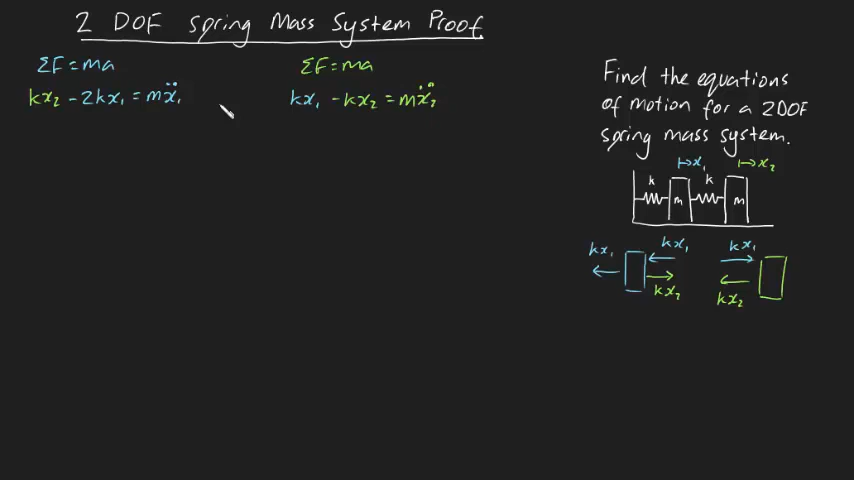 2 DOF Spring Mass System Proof
ΣF = ma
kx₂ - 2kx₁ = mẍ₁
ΣF = ma
kx₁ - kx₂ = mẍ₂
Find the equations
of motion for a 2DOF
spring mass system.
x₁ x₂
k k
m m
kx₁ kx₁ kx₁
kx₂ kx₂